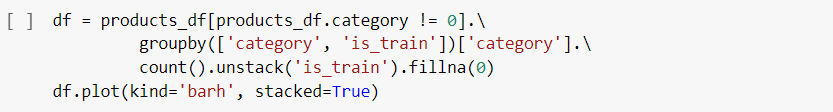 [ ] df = products_df[products_df.category != 0].\
groupby(['category', 'is_train'])['category'].\
count().unstack('is_train').fillna(0)
df.plot(kind='barh', stacked=True)